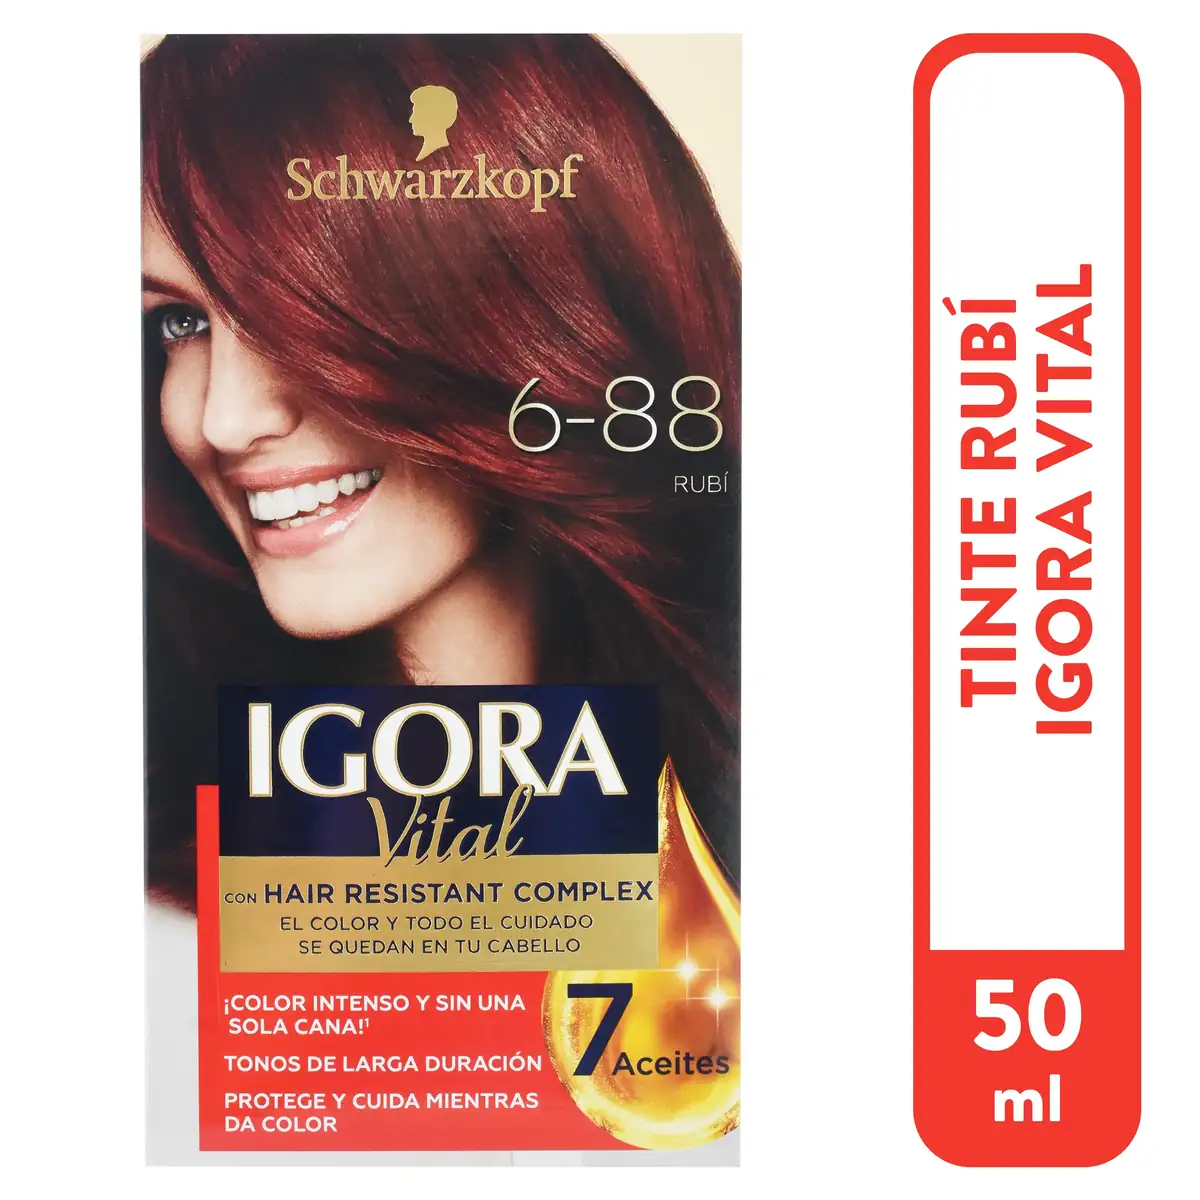 Schwarzkopf
6-88
RUBÍ
IGORA
Vital
CON HAIR RESISTANT COMPLEX
EL COLOR Y TODO EL CUIDADO
SE QUEDAN EN TU CABELLO
¡COLOR INTENSO Y SIN UNA
SOLA CANA!¹
TONOS DE LARGA DURACIÓN
PROTEGE Y CUIDA MIENTRAS
DA COLOR
7
Aceites
TINTE RUBÍ
IGORA VITAL
50
ml